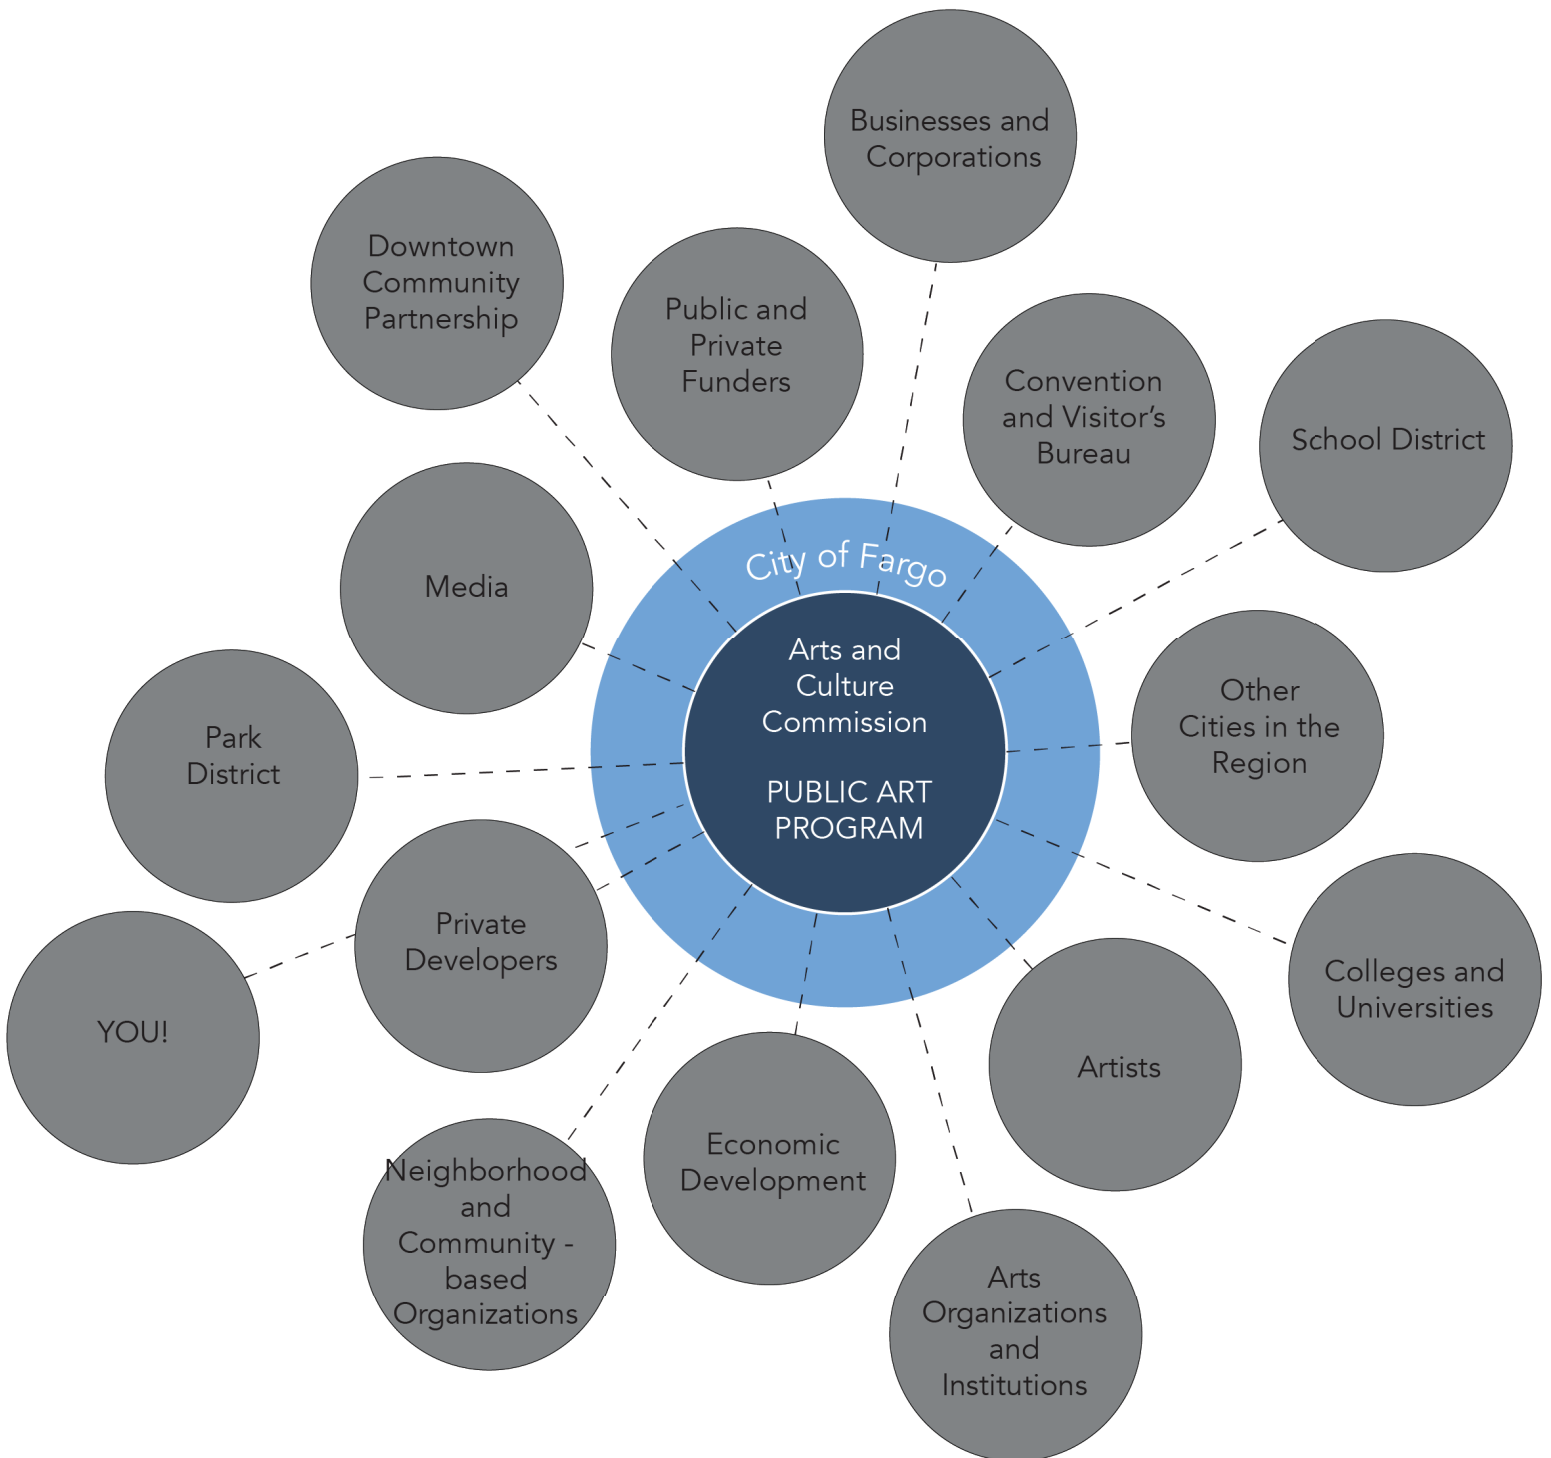 Businesses and
Corporations
Downtown
Community
Partnership
Public and
Private
Funders
Convention
and Visitor’s
Bureau
School District
City of Fargo
Media
Arts and
Culture
Commission
PUBLIC ART
PROGRAM
Other
Cities in the
Region
Park
District
Private
Developers
Colleges and
Universities
YOU!
Artists
Neighborhood
and
Community -
based
Organizations
Economic
Development
Arts
Organizations
and
Institutions